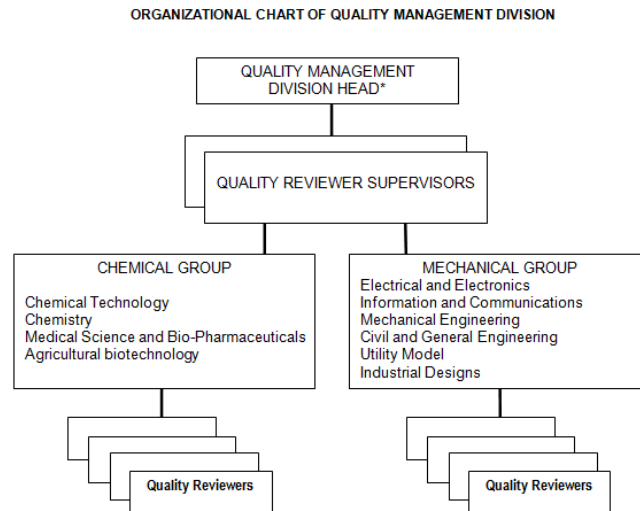 ORGANIZATIONAL CHART OF QUALITY MANAGEMENT DIVISION
QUALITY MANAGEMENT
DIVISION HEAD*
QUALITY REVIEWER SUPERVISORS
CHEMICAL GROUP
Chemical Technology
Chemistry
Medical Science and Bio-Pharmaceuticals
Agricultural biotechnology
MECHANICAL GROUP
Electrical and Electronics
Information and Communications
Mechanical Engineering
Civil and General Engineering
Utility Model
Industrial Designs
Quality Reviewers
Quality Reviewers